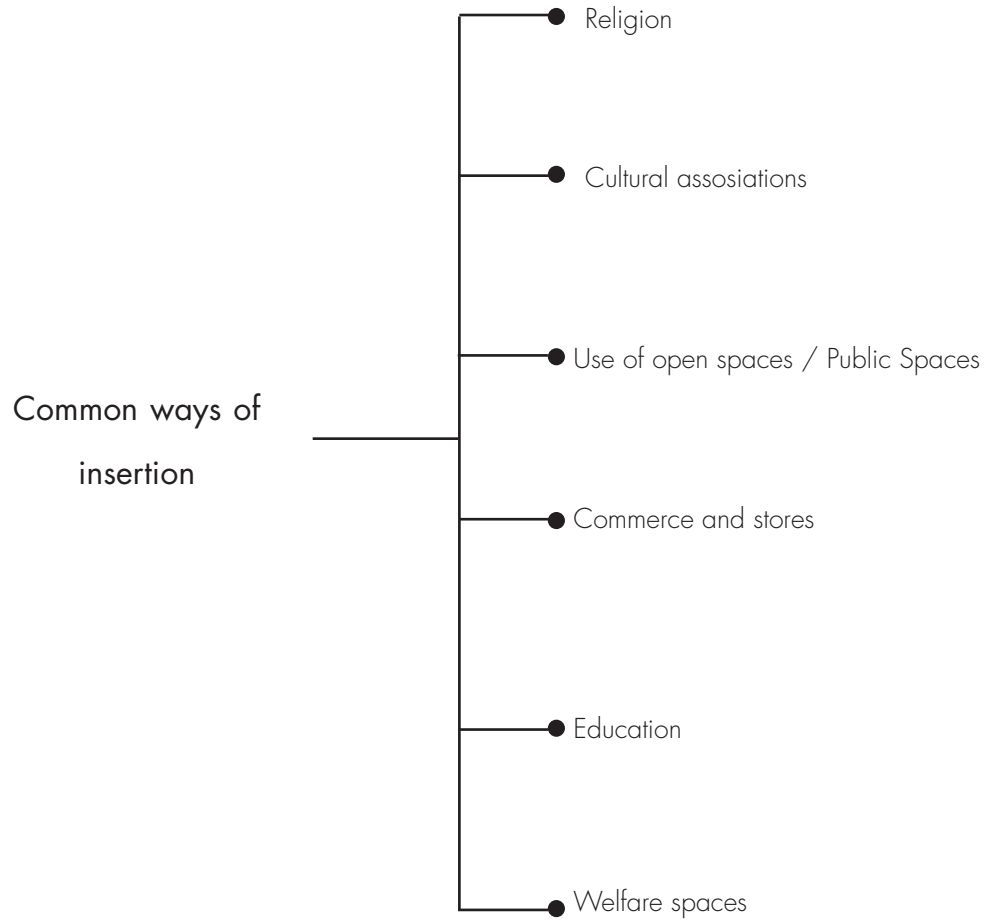 Religion
Cultural assosiations
Use of open spaces / Public Spaces
Common ways of
insertion
Commerce and stores
Education
Welfare spaces